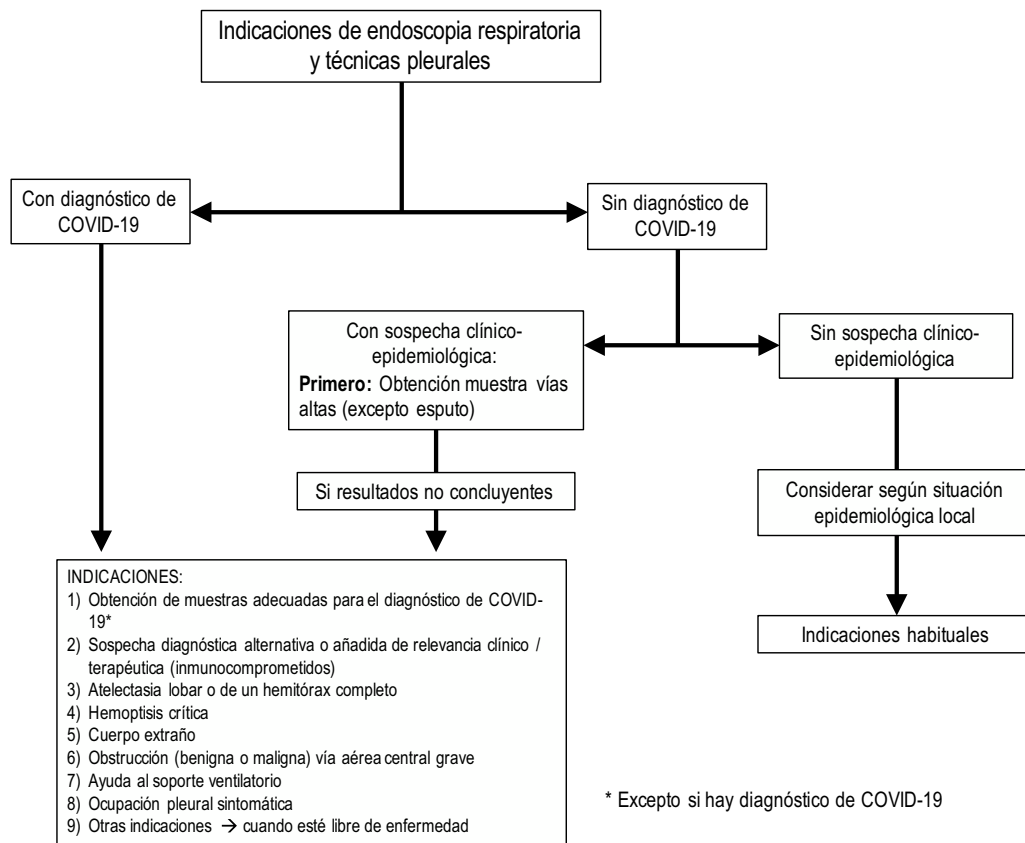 Indicaciones de endoscopia respiratoria
y técnicas pleurales
Con diagnóstico de
COVID-19
Sin diagnóstico de
COVID-19
Con sospecha clínico-
epidemiológica:
Primero: Obtención muestra vías
altas (excepto esputo)
Sin sospecha clínico-
epidemiológica
Si resultados no concluyentes
Considerar según situación
epidemiológica local
Indicaciones habituales
INDICACIONES:
1) Obtención de muestras adecuadas para el diagnóstico de COVID-
19*
2) Sospecha diagnóstica alternativa o añadida de relevancia clínico /
terapéutica (inmunocomprometidos)
3) Atelectasia lobar o de un hemitórax completo
4) Hemoptisis crítica
5) Cuerpo extraño
6) Obstrucción (benigna o maligna) vía aérea central grave
7) Ayuda al soporte ventilatorio
8) Ocupación pleural sintomática
9) Otras indicaciones → cuando esté libre de enfermedad
* Excepto si hay diagnóstico de COVID-19